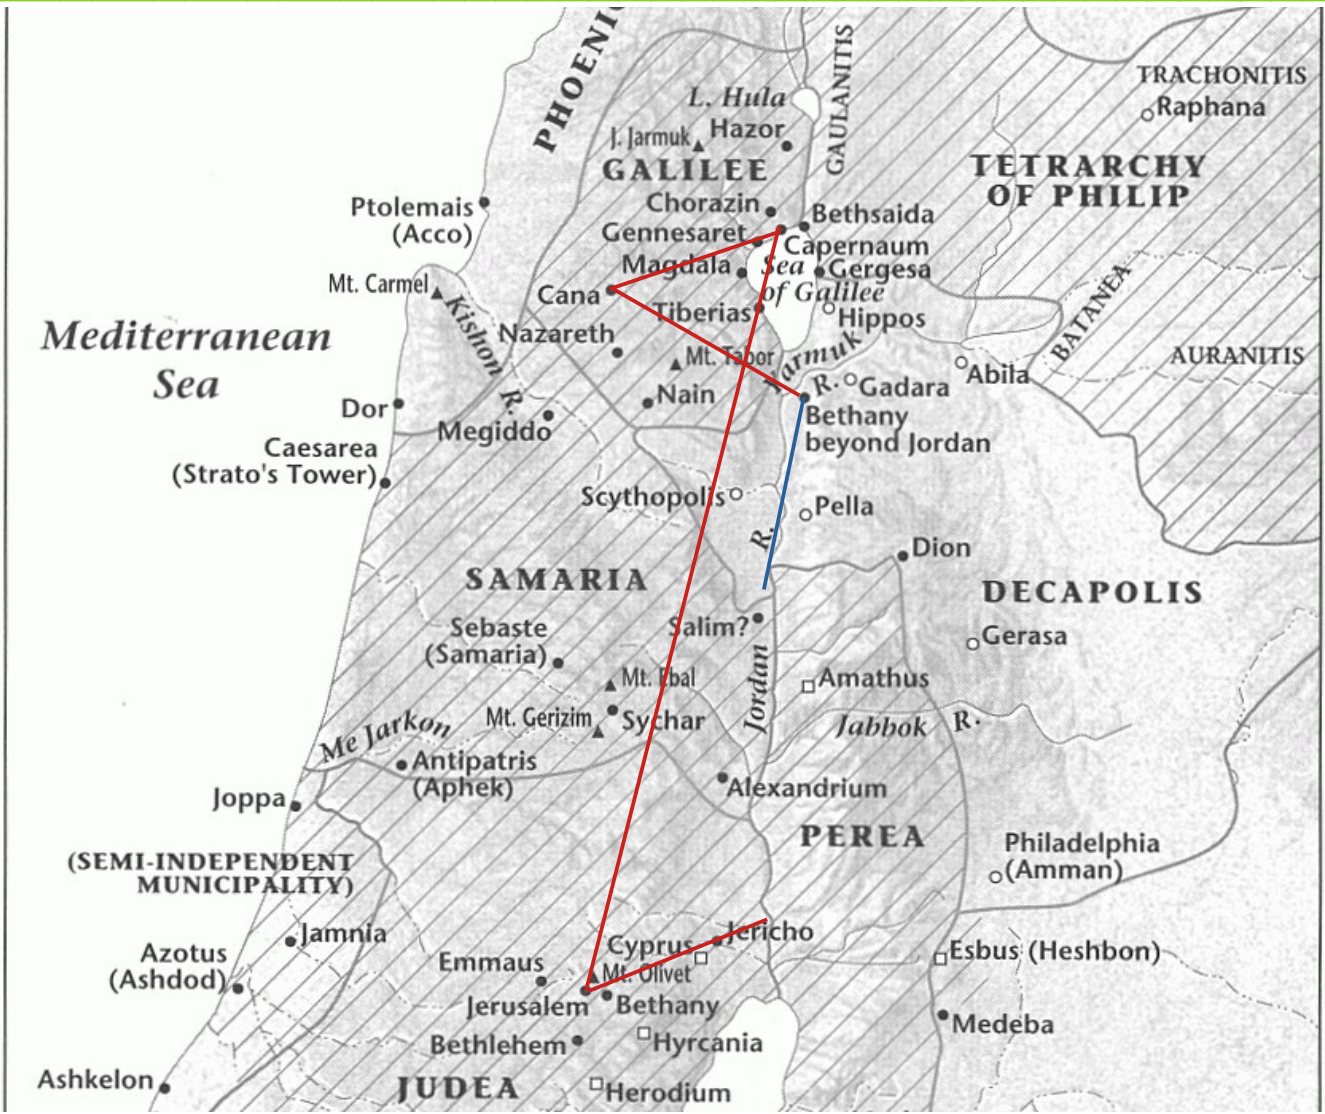 PHOENI
GAULANITIS
TRACHONITIS
Raphana
L. Hula
J. Jarmuk
Hazor
GALILEE
TETRARCHY
OF PHILIP
Chorazin
Bethsaida
Ptolemais
(Acco)
Gennesaret
Capernaum
Magdala
Sea
of Galilee
Gergesa
Mt. Carmel
Kishon R.
Cana
Tiberias
Hippos
BATANEA
Mediterranean
Sea
Nazareth
Mt. Tabor
Yarmuk R.
AURANITIS
Abila
Gadara
Nain
Dor
Megiddo
Bethany
beyond Jordan
Caesarea
(Strato's Tower)
Scythopolis
Pella
R.
Dion
SAMARIA
DECAPOLIS
Sebaste
(Samaria)
Salim?
Gerasa
Mt. Ebal
Amathus
Jordan
Mt. Gerizim
Sychar
Jabbok R.
Me Jarkon
Antipatris
(Aphek)
Alexandrium
Joppa
PEREA
(SEMI-INDEPENDENT
MUNICIPALITY)
Philadelphia
(Amman)
Jamnia
Jericho
Cyprus
Azotus
(Ashdod)
Emmaus
Mt. Olivet
Esbus (Heshbon)
Jerusalem
Bethany
Medeba
Bethlehem
Hyrcania
Ashkelon
JUDEA
Herodium